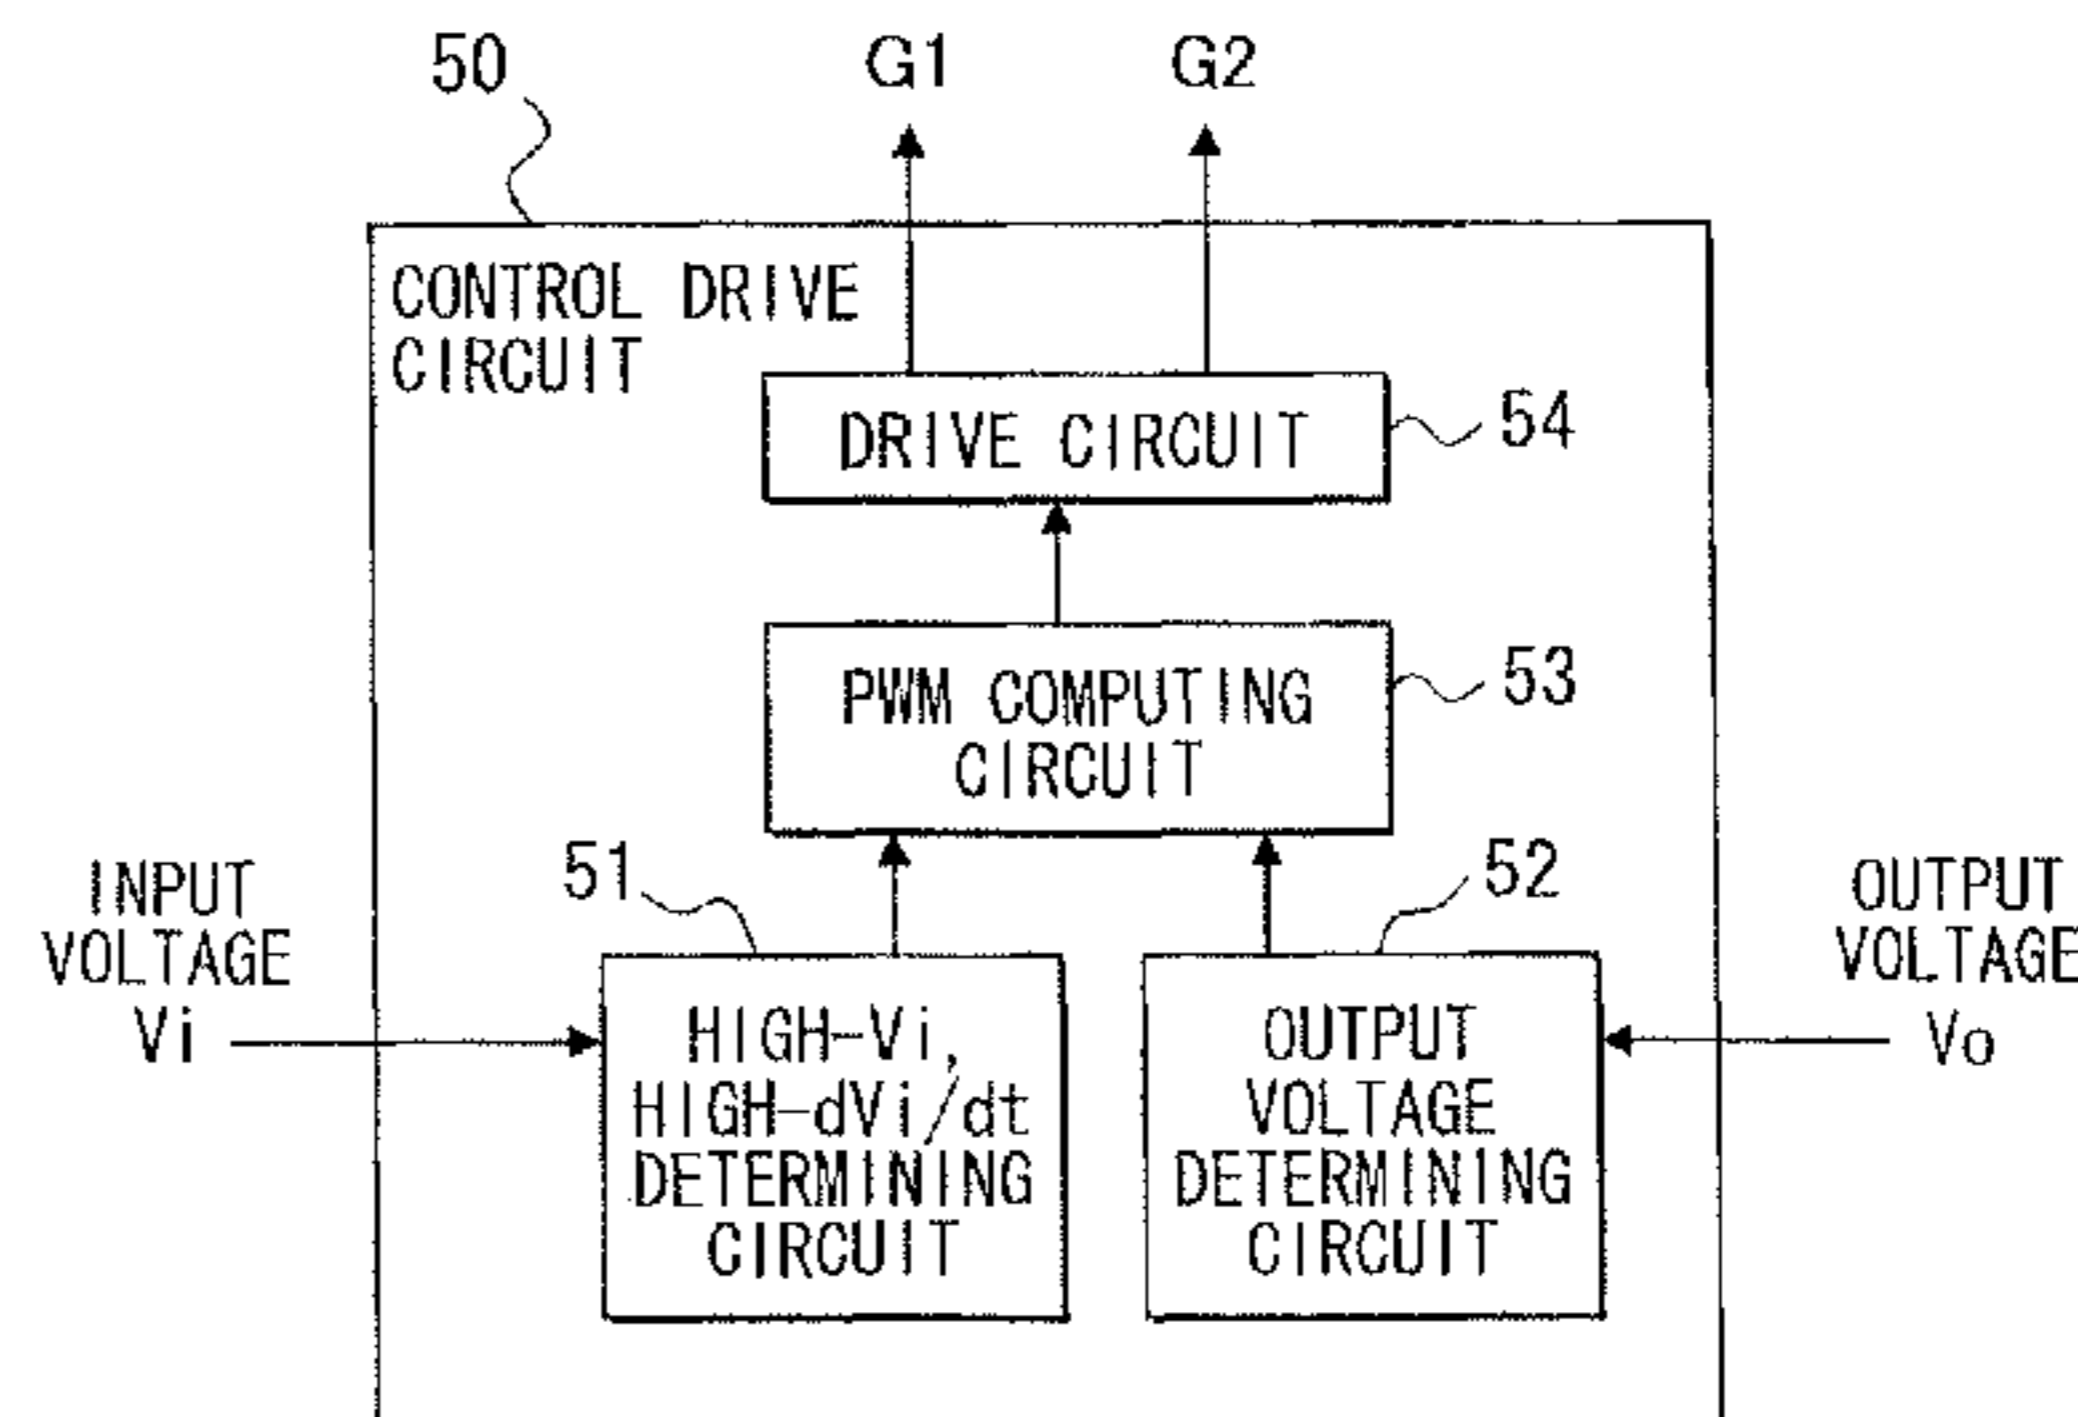 50
G1
G2
CONTROL DRIVE
CIRCUIT
DRIVE CIRCUIT
54
PWM COMPUTING
CIRCUIT
53
INPUT
VOLTAGE
Vi
51
52
OUTPUT
VOLTAGE
Vo
HIGH-Vi,
HIGH-dVi/dt
DETERMINING
CIRCUIT
OUTPUT
VOLTAGE
DETERMINING
CIRCUIT